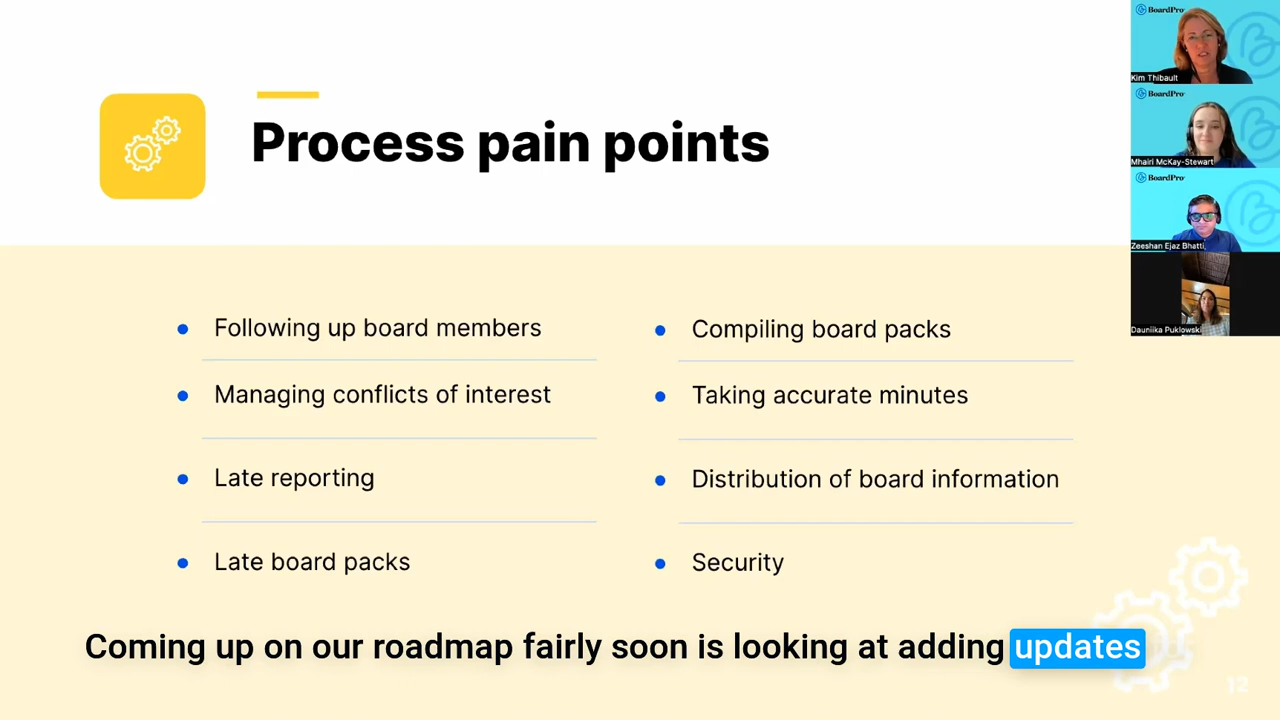 Process pain points
Following up board members
Managing conflicts of interest
Late reporting
Late board packs
Compiling board packs
Taking accurate minutes
Distribution of board information
Security
Coming up on our roadmap fairly soon is looking at adding updates
12
BoardPro
Kim Thibault
BoardPro
Mhairi McKay-Stewart
BoardPro
Zeeshan Ejaz Bhatti
Dauniika Puklowski